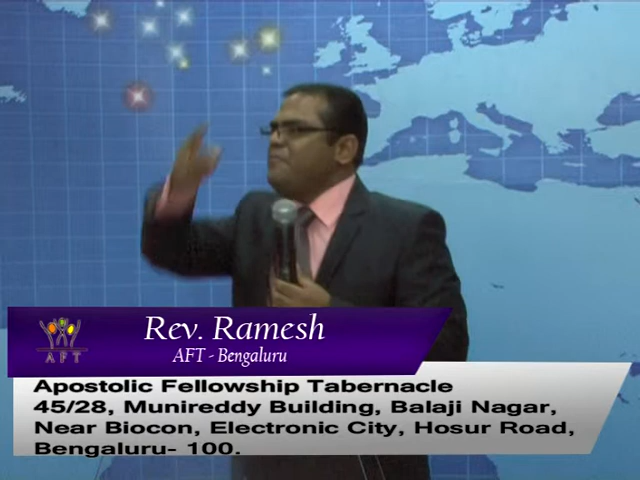 Rev. Ramesh
AFT
AFT - Bengaluru
Apostolic Fellowship Tabernacle
45/28, Munireddy Building, Balaji Nagar,
Near Biocon, Electronic City, Hosur Road,
Bengaluru- 100.